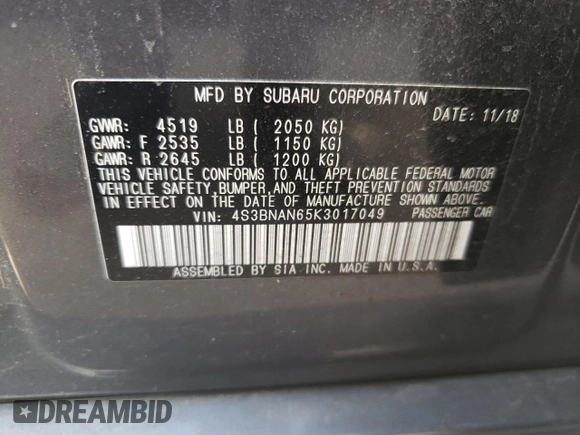 MFD BY SUBARU CORPORATION
DATE: 11/18
GVWR: 4519 LB ( 2050 KG)
GAWR: F 2535 LB ( 1150 KG)
GAWR: R 2645 LB ( 1200 KG)
THIS VEHICLE CONFORMS TO ALL APPLICABLE FEDERAL MOTOR
VEHICLE SAFETY, BUMPER, AND THEFT PREVENTION STANDARDS
IN EFFECT ON THE DATE OF MANUFACTURE SHOWN ABOVE.
VIN: 4S3BNAN65K3017049 PASSENGER CAR
ASSEMBLED BY SIA INC. MADE IN U.S.A.
DREAMBID